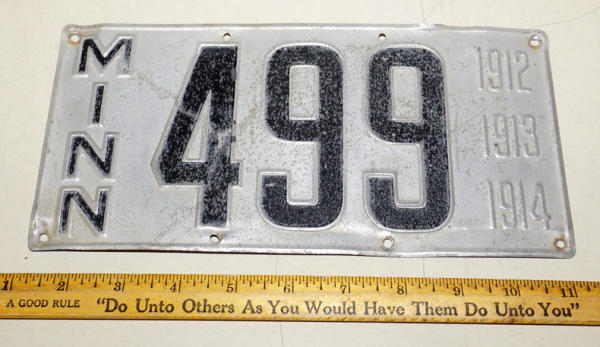 MINN
499
1912
1913
1914
1 2 3 4 5 6 7 8 9 10 11
A GOOD RULE "Do Unto Others As You Would Have Them Do Unto You"